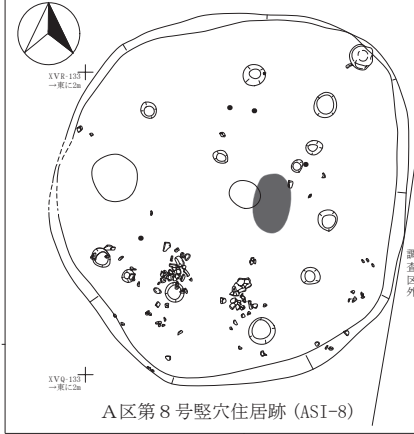 XVR-133
→東に2m
調査区外
XVQ-133
→東に2m
A区第8号竪穴住居跡 (ASI-8)